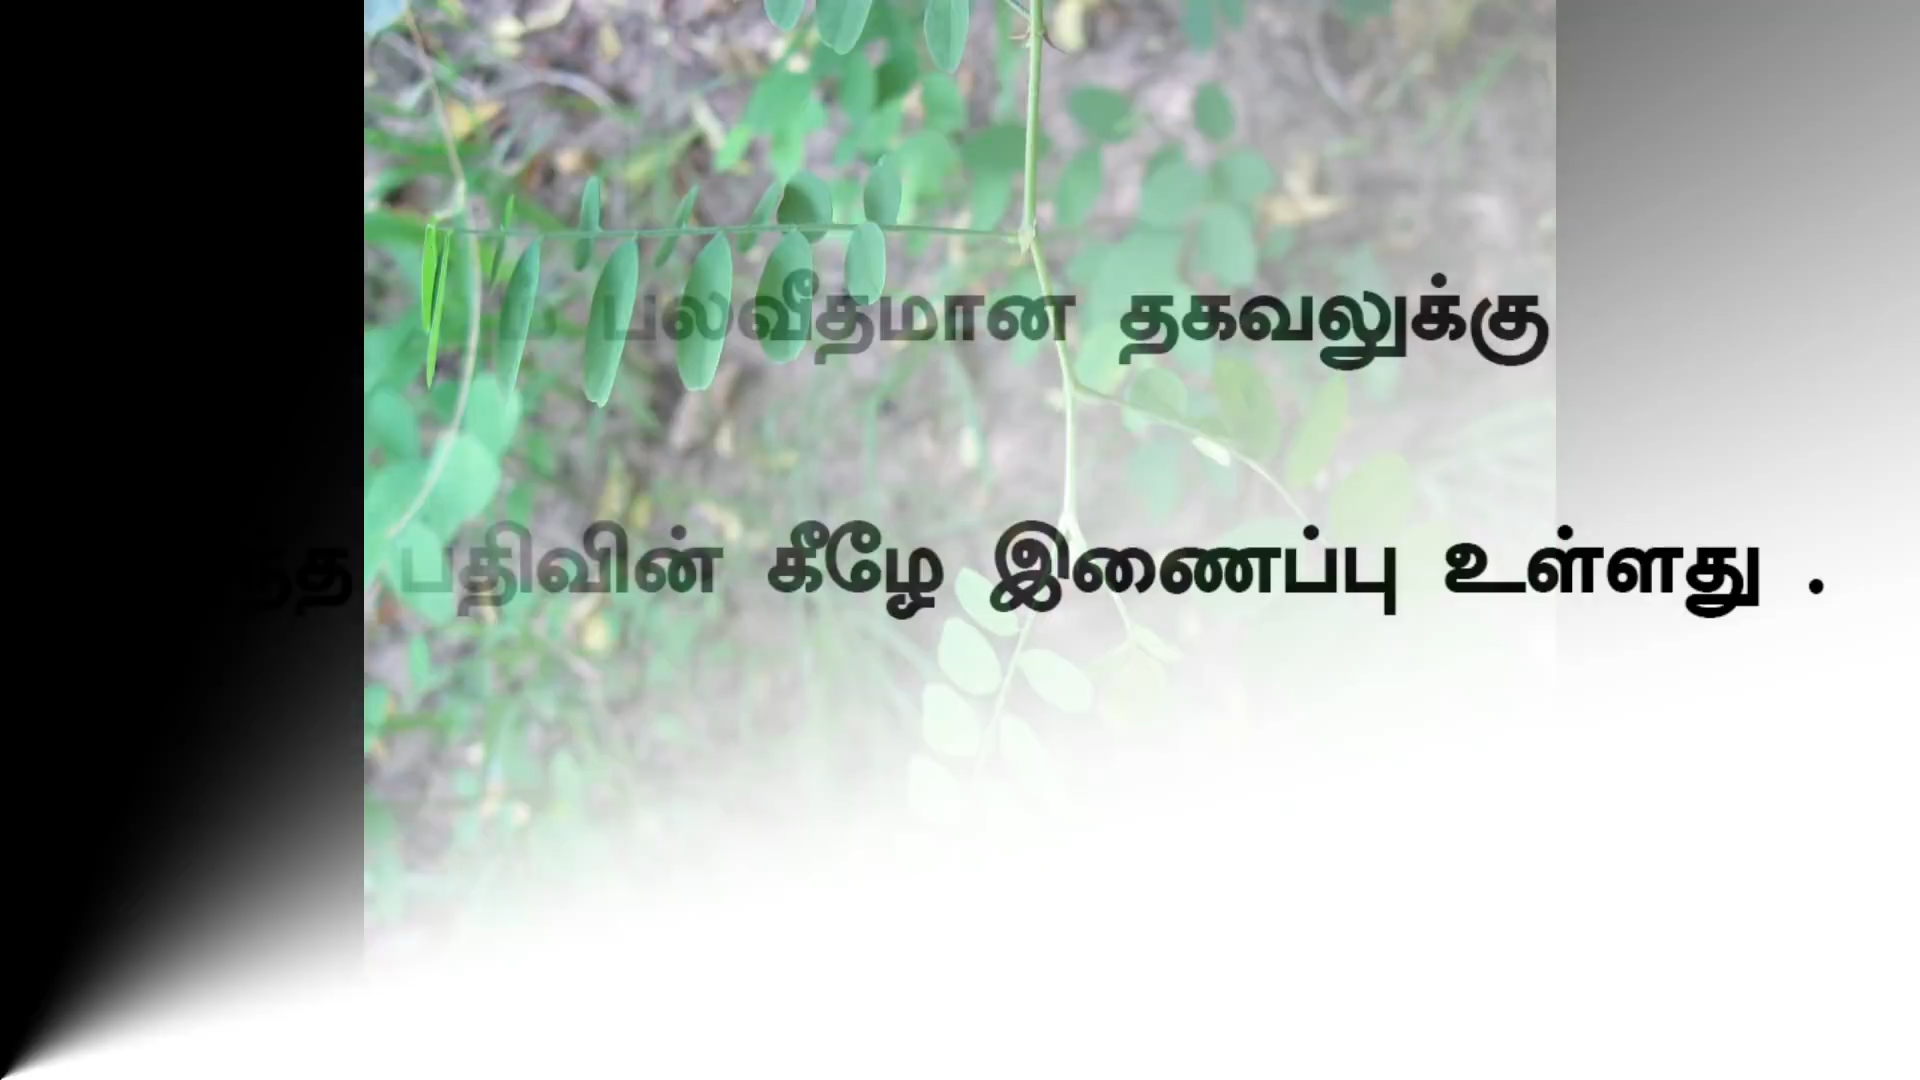 பலவீதமான தகவலுக்கு
பதிவின் கீழே இணைப்பு உள்ளது .